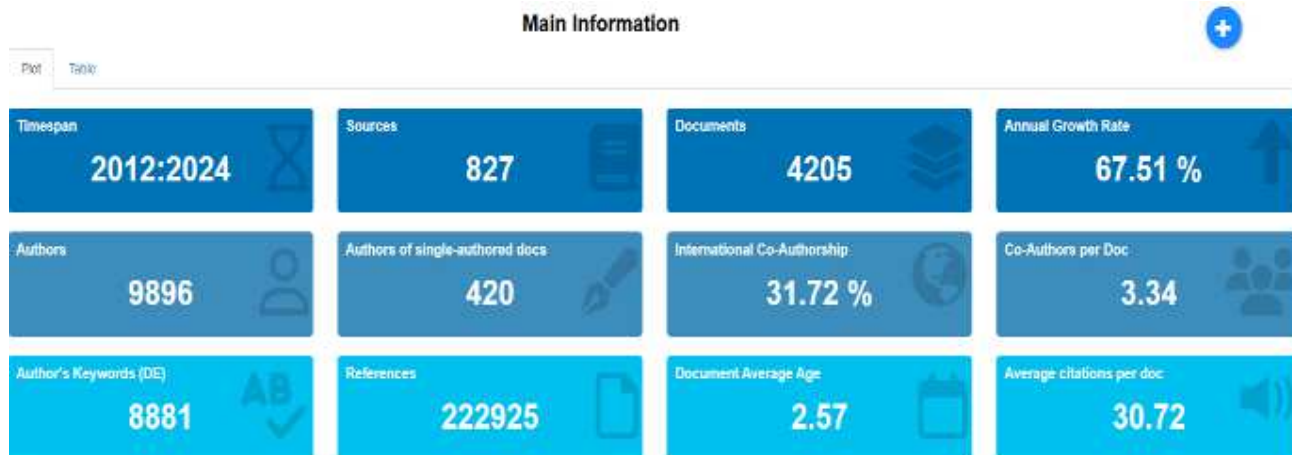 Main Information
Plot Table
Timespan
2012:2024
Sources
827
Documents
4205
Annual Growth Rate
67.51 %
Authors
9896
Authors of single-authored docs
420
International Co-Authorship
31.72 %
Co-Authors per Doc
3.34
Author's Keywords (DE)
8881
References
222925
Document Average Age
2.57
Average citations per doc
30.72
AB